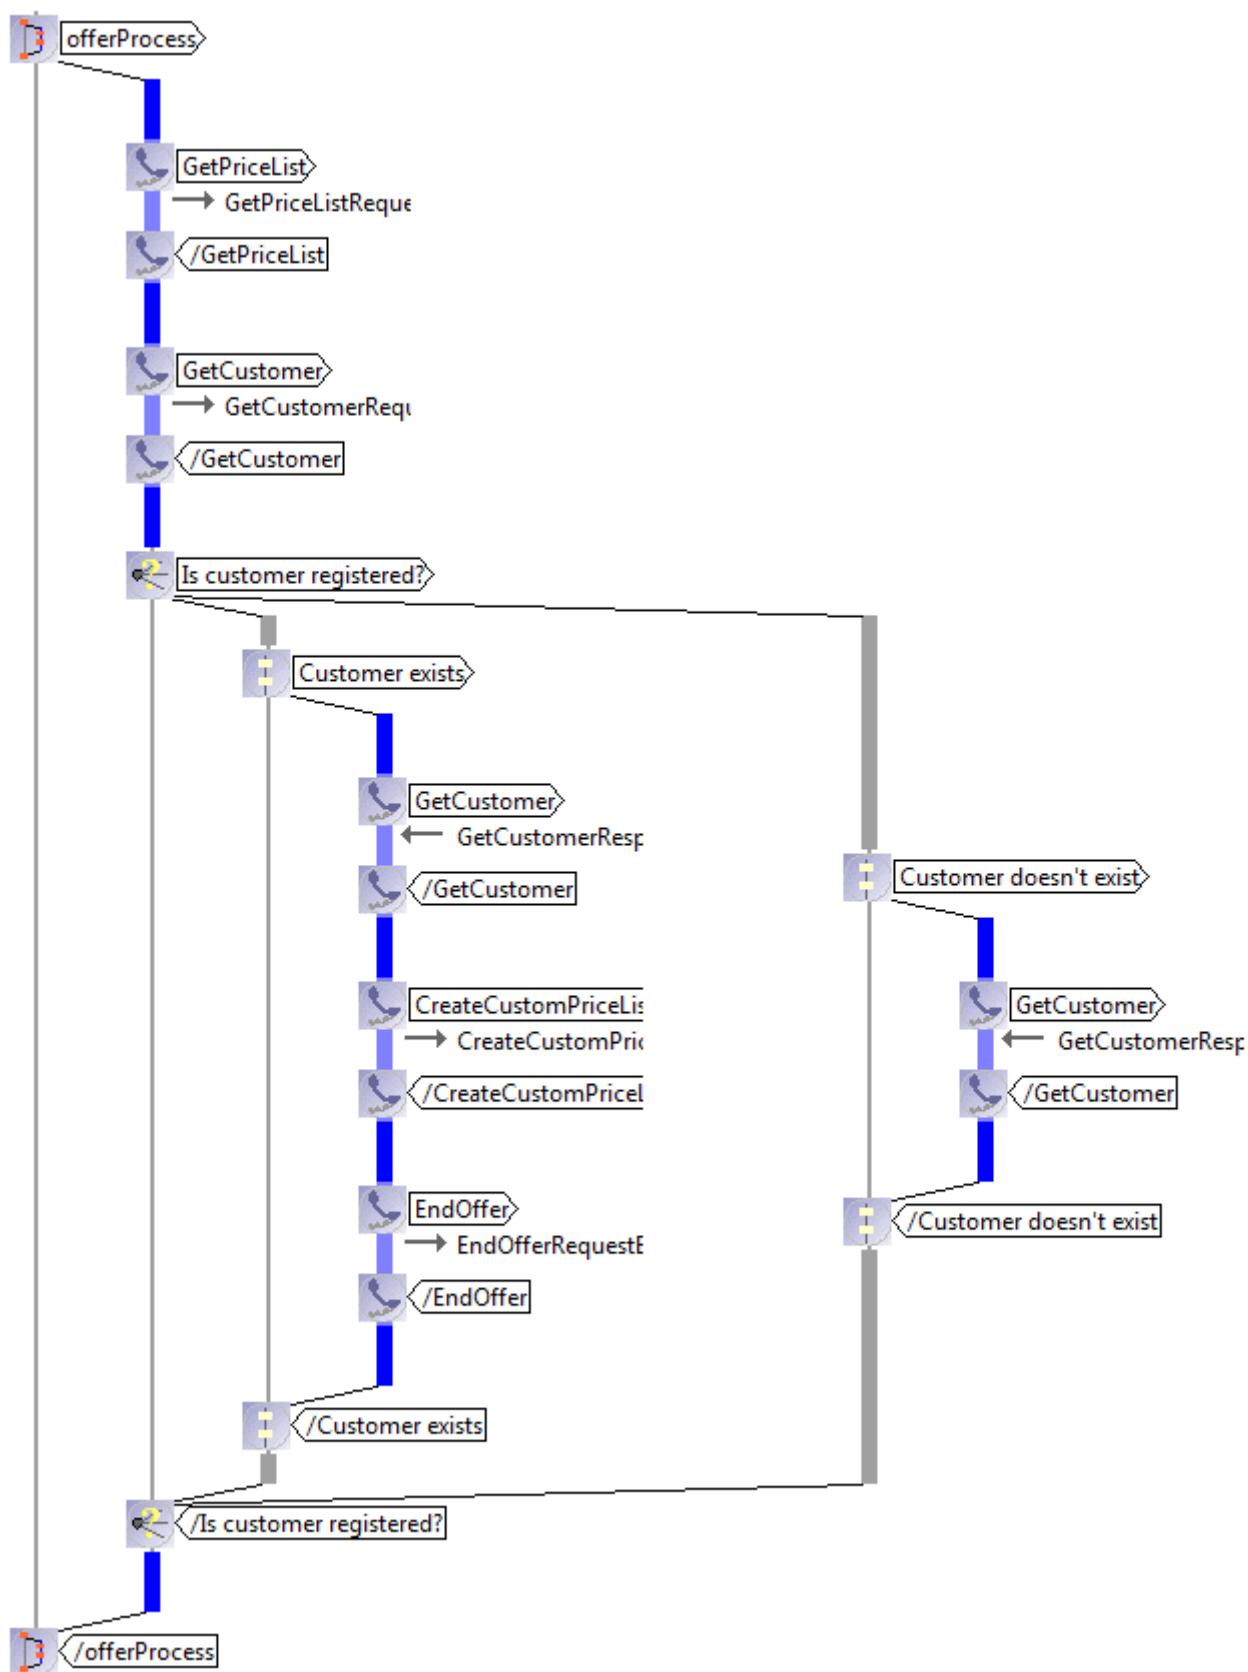 offerProcess
GetPriceList
GetPriceListReque
/GetPriceList
GetCustomer
GetCustomerRequ
/GetCustomer
Is customer registered?
Customer exists
GetCustomer
GetCustomerResp
/GetCustomer
CreateCustomPriceLis
CreateCustomPric
/CreateCustomPriceL
EndOffer
EndOfferRequestE
/EndOffer
/Customer exists
Customer doesn't exist
GetCustomer
GetCustomerResp
/GetCustomer
/Customer doesn't exist
/Is customer registered?
/offerProcess